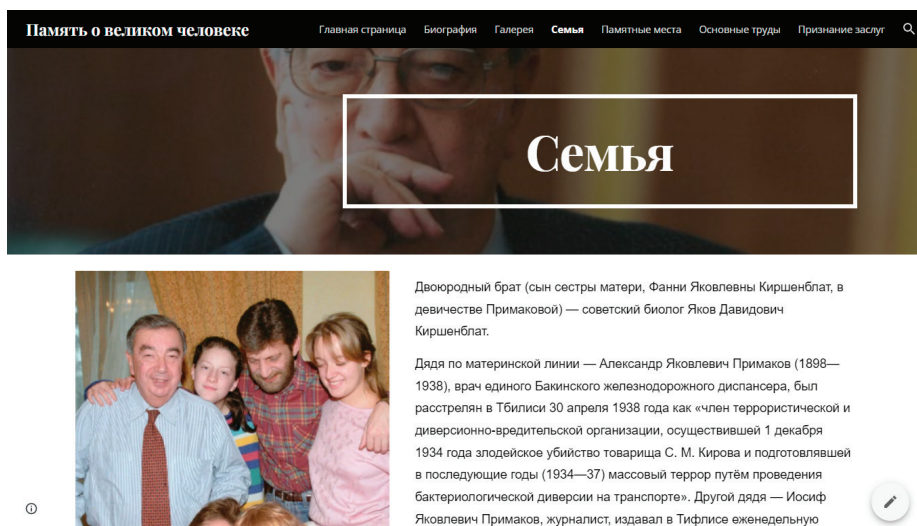 Память о великом человеке
Главная страница Биография Галерея Семья Памятные места Основные труды Признание заслуг
Семья
Двоюродный брат (сын сестры матери, Фанни Яковлевны Киршенблат, в
девичестве Примаковой) — советский биолог Яков Давидович
Киршенблат.
Дядя по материнской линии — Александр Яковлевич Примаков (1898—
1938), врач единого Бакинского железнодорожного диспансера, был
расстрелян в Тбилиси 30 апреля 1938 года как «член террористической и
диверсионно-вредительской организации, осуществившей 1 декабря
1934 года злодейское убийство товарища С. М. Кирова и подготовлявшей
в последующие годы (1934—37) массовый террор путём проведения
бактериологической диверсии на транспорте». Другой дядя — Иосиф
Яковлевич Примаков, журналист, издавал в Тифлисе еженедельную